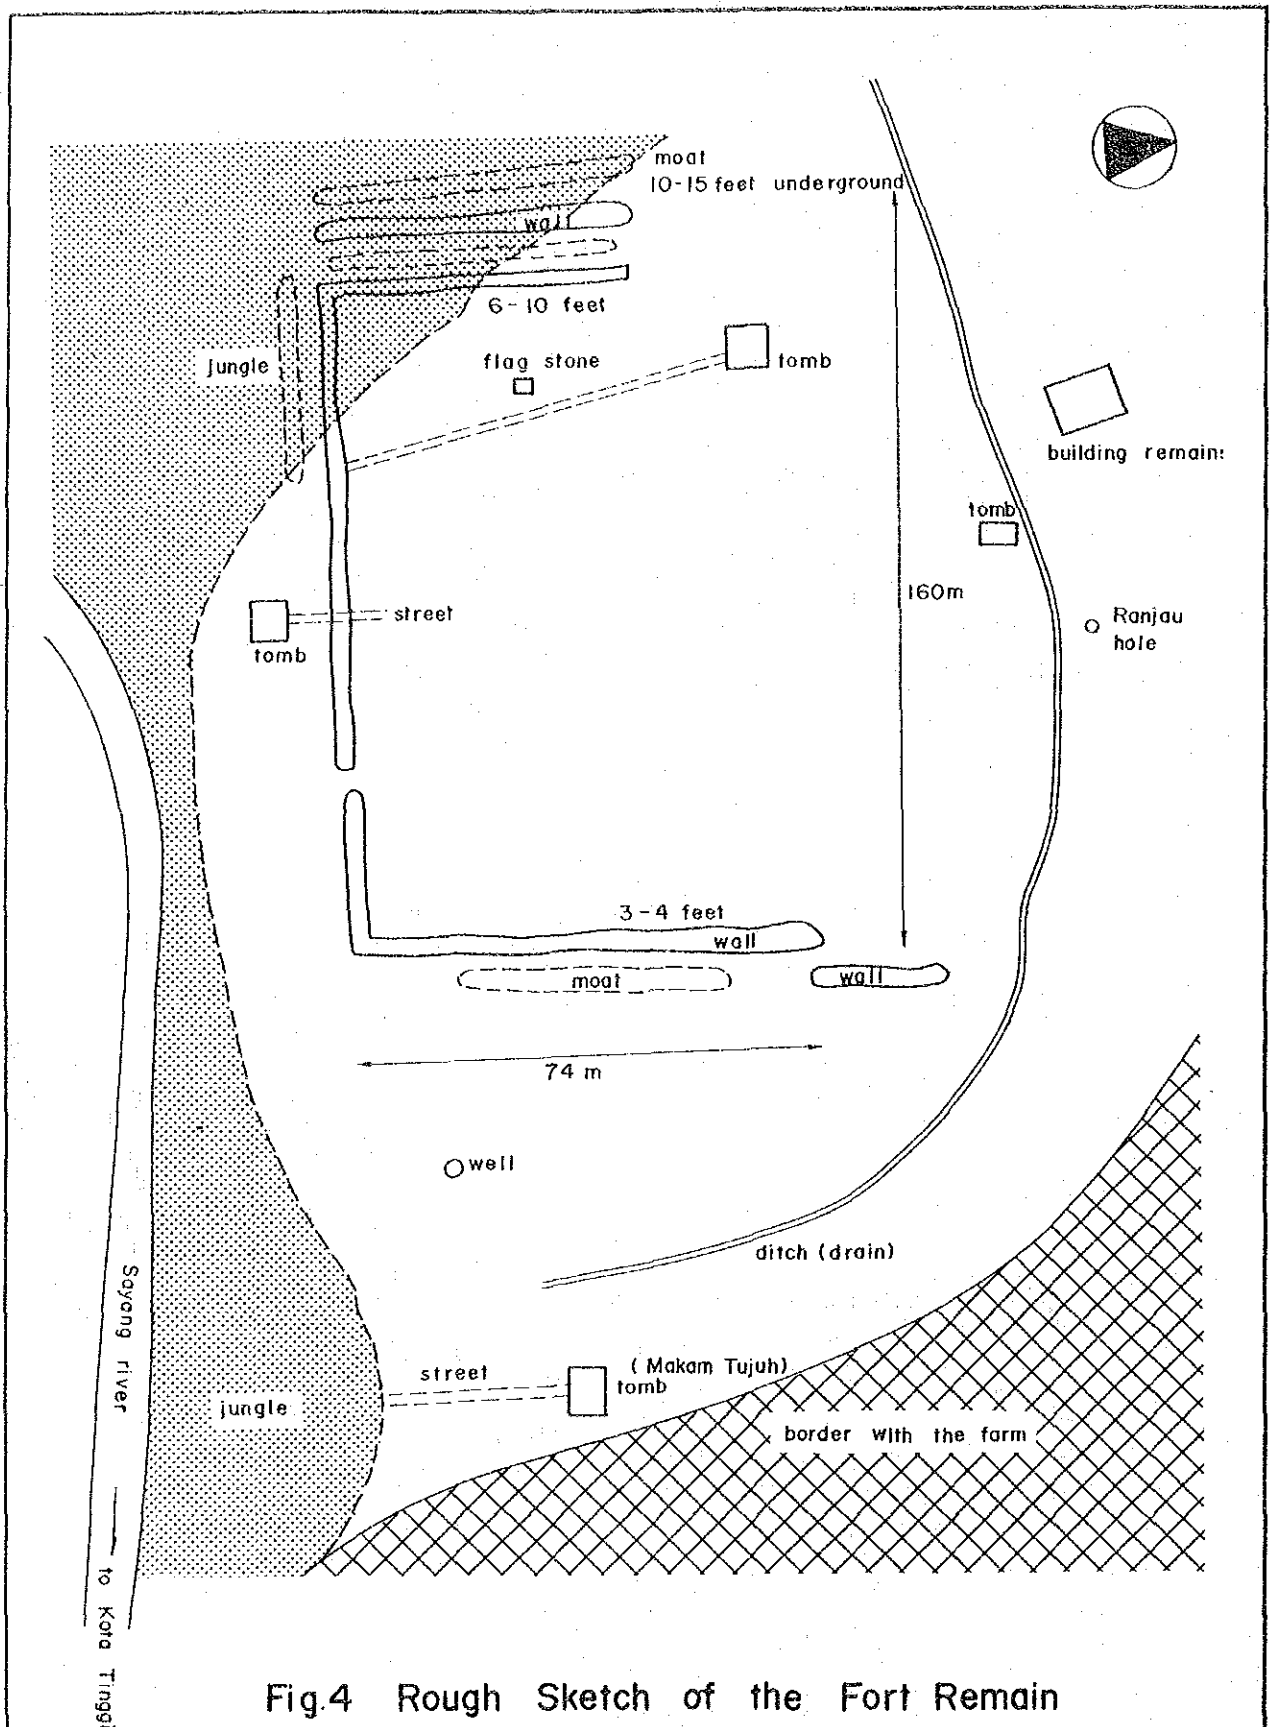 moat
10-15 feet underground
wall
6-10 feet
jungle
flag stone
tomb
building remain:
tomb
160m
street
Ranjau
hole
tomb
3-4 feet
wall
moat
wall
74 m
well
ditch (drain)
Sayong river
street
(Makam Tujuh)
tomb
jungle
border with the farm
to Kota Tinggi
Fig.4 Rough Sketch of the Fort Remain